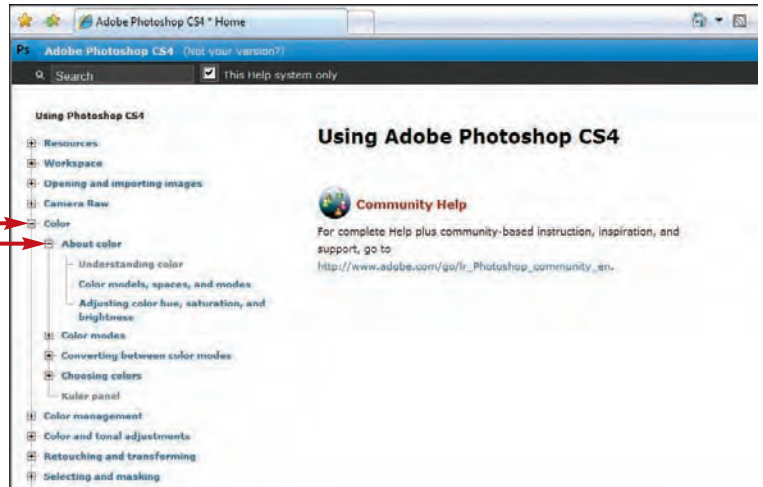 Adobe Photoshop CS4 * Home
Ps Adobe Photoshop CS4 (Not your version?)
Search This Help system only
Using Photoshop CS4
Resources
Workspace
Opening and importing images
Camera Raw
Color
About color
Understanding color
Color models, spaces, and modes
Adjusting color hue, saturation, and
brightness
Color modes
Converting between color modes
Choosing colors
Kuler panel
Color management
Color and tonal adjustments
Retouching and transforming
Selecting and masking
Using Adobe Photoshop CS4
Community Help
For complete Help plus community-based instruction, inspiration, and
support, go to
http://www.adobe.com/go/lr_Photoshop_community_en.